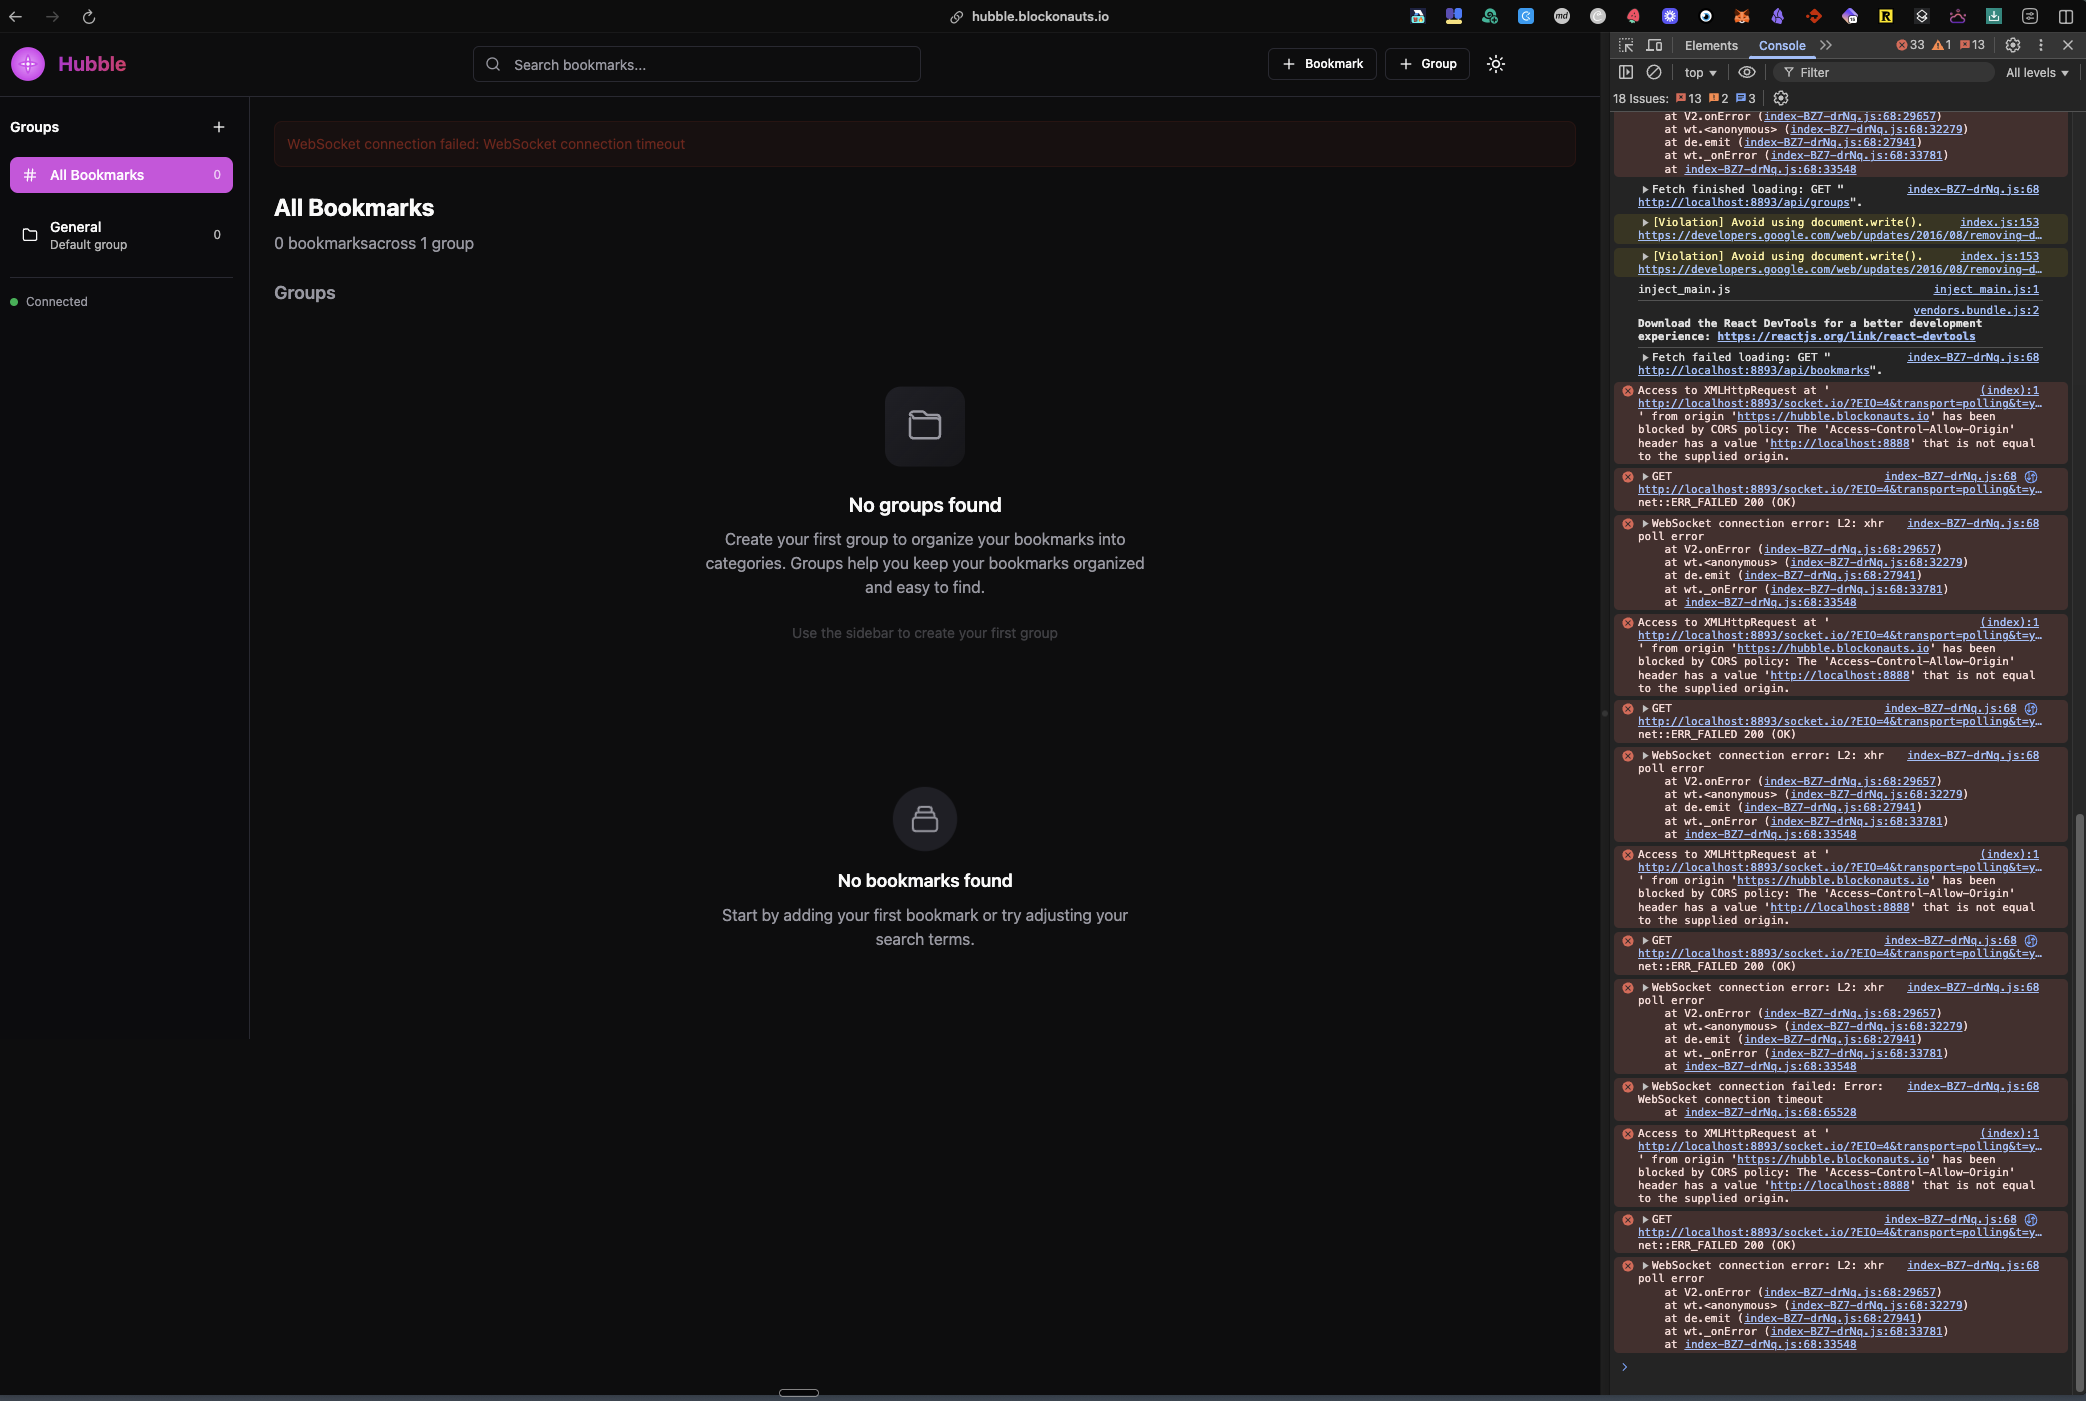 hubble.blockonauts.io
Hubble
Search bookmarks...
+ Bookmark
+ Group
Groups
+
# All Bookmarks 0
General
Default group
0
Connected
WebSocket connection failed: WebSocket connection timeout
All Bookmarks
0 bookmarksacross 1 group
Groups
No groups found
Create your first group to organize your bookmarks into
categories. Groups help you keep your bookmarks organized
and easy to find.
Use the sidebar to create your first group
No bookmarks found
Start by adding your first bookmark or try adjusting your
search terms.
Elements Console 33 1 13
top Filter All levels
18 Issues: 13 2 3
at V2.onError (index-BZ7-drNq.js:68:29657)
at wt.<anonymous> (index-BZ7-drNq.js:68:32279)
at de.emit (index-BZ7-drNq.js:68:27941)
at wt._onError (index-BZ7-drNq.js:68:33781)
at index-BZ7-drNq.js:68:33548
Fetch finished loading: GET " index-BZ7-drNq.js:68
http://localhost:8893/api/groups".
[Violation] Avoid using document.write(). index.js:153
https://developers.google.com/web/updates/2016/08/removing-d…
[Violation] Avoid using document.write(). index.js:153
https://developers.google.com/web/updates/2016/08/removing-d…
inject_main.js inject_main.js:1
vendors.bundle.js:2
Download the React DevTools for a better development
experience: https://reactjs.org/link/react-devtools
Fetch failed loading: GET " index-BZ7-drNq.js:68
http://localhost:8893/api/bookmarks".
Access to XMLHttpRequest at ' (index):1
http://localhost:8893/socket.io/?EIO=4&transport=polling&t=y…
' from origin 'https://hubble.blockonauts.io' has been
blocked by CORS policy: The 'Access-Control-Allow-Origin'
header has a value 'http://localhost:8888' that is not equal
to the supplied origin.
GET index-BZ7-drNq.js:68
http://localhost:8893/socket.io/?EIO=4&transport=polling&t=y…
net::ERR_FAILED 200 (OK)
WebSocket connection error: L2: xhr index-BZ7-drNq.js:68
poll error
at V2.onError (index-BZ7-drNq.js:68:29657)
at wt.<anonymous> (index-BZ7-drNq.js:68:32279)
at de.emit (index-BZ7-drNq.js:68:27941)
at wt._onError (index-BZ7-drNq.js:68:33781)
at index-BZ7-drNq.js:68:33548
Access to XMLHttpRequest at ' (index):1
http://localhost:8893/socket.io/?EIO=4&transport=polling&t=y…
' from origin 'https://hubble.blockonauts.io' has been
blocked by CORS policy: The 'Access-Control-Allow-Origin'
header has a value 'http://localhost:8888' that is not equal
to the supplied origin.
GET index-BZ7-drNq.js:68
http://localhost:8893/socket.io/?EIO=4&transport=polling&t=y…
net::ERR_FAILED 200 (OK)
WebSocket connection error: L2: xhr index-BZ7-drNq.js:68
poll error
at V2.onError (index-BZ7-drNq.js:68:29657)
at wt.<anonymous> (index-BZ7-drNq.js:68:32279)
at de.emit (index-BZ7-drNq.js:68:27941)
at wt._onError (index-BZ7-drNq.js:68:33781)
at index-BZ7-drNq.js:68:33548
Access to XMLHttpRequest at ' (index):1
http://localhost:8893/socket.io/?EIO=4&transport=polling&t=y…
' from origin 'https://hubble.blockonauts.io' has been
blocked by CORS policy: The 'Access-Control-Allow-Origin'
header has a value 'http://localhost:8888' that is not equal
to the supplied origin.
GET index-BZ7-drNq.js:68
http://localhost:8893/socket.io/?EIO=4&transport=polling&t=y…
net::ERR_FAILED 200 (OK)
WebSocket connection error: L2: xhr index-BZ7-drNq.js:68
poll error
at V2.onError (index-BZ7-drNq.js:68:29657)
at wt.<anonymous> (index-BZ7-drNq.js:68:32279)
at de.emit (index-BZ7-drNq.js:68:27941)
at wt._onError (index-BZ7-drNq.js:68:33781)
at index-BZ7-drNq.js:68:33548
WebSocket connection failed: Error: index-BZ7-drNq.js:68
WebSocket connection timeout
at index-BZ7-drNq.js:68:65528
Access to XMLHttpRequest at ' (index):1
http://localhost:8893/socket.io/?EIO=4&transport=polling&t=y…
' from origin 'https://hubble.blockonauts.io' has been
blocked by CORS policy: The 'Access-Control-Allow-Origin'
header has a value 'http://localhost:8888' that is not equal
to the supplied origin.
GET index-BZ7-drNq.js:68
http://localhost:8893/socket.io/?EIO=4&transport=polling&t=y…
net::ERR_FAILED 200 (OK)
WebSocket connection error: L2: xhr index-BZ7-drNq.js:68
poll error
at V2.onError (index-BZ7-drNq.js:68:29657)
at wt.<anonymous> (index-BZ7-drNq.js:68:32279)
at de.emit (index-BZ7-drNq.js:68:27941)
at wt._onError (index-BZ7-drNq.js:68:33781)
at index-BZ7-drNq.js:68:33548